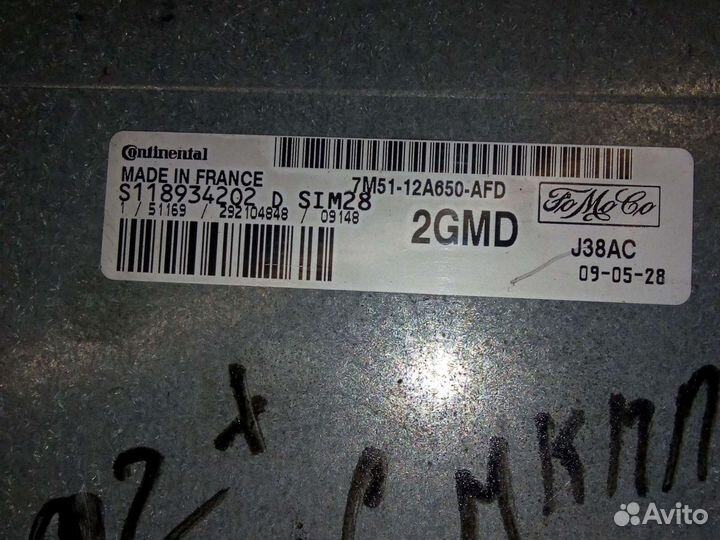 Continental
MADE IN FRANCE
7M51-12A650-AFD
S118934202 D SIM28
1 / 51169 / 292104848 / 09148
2GMD
FoMoCo
J38AC
09-05-28
x
2
с МКПП
Avito